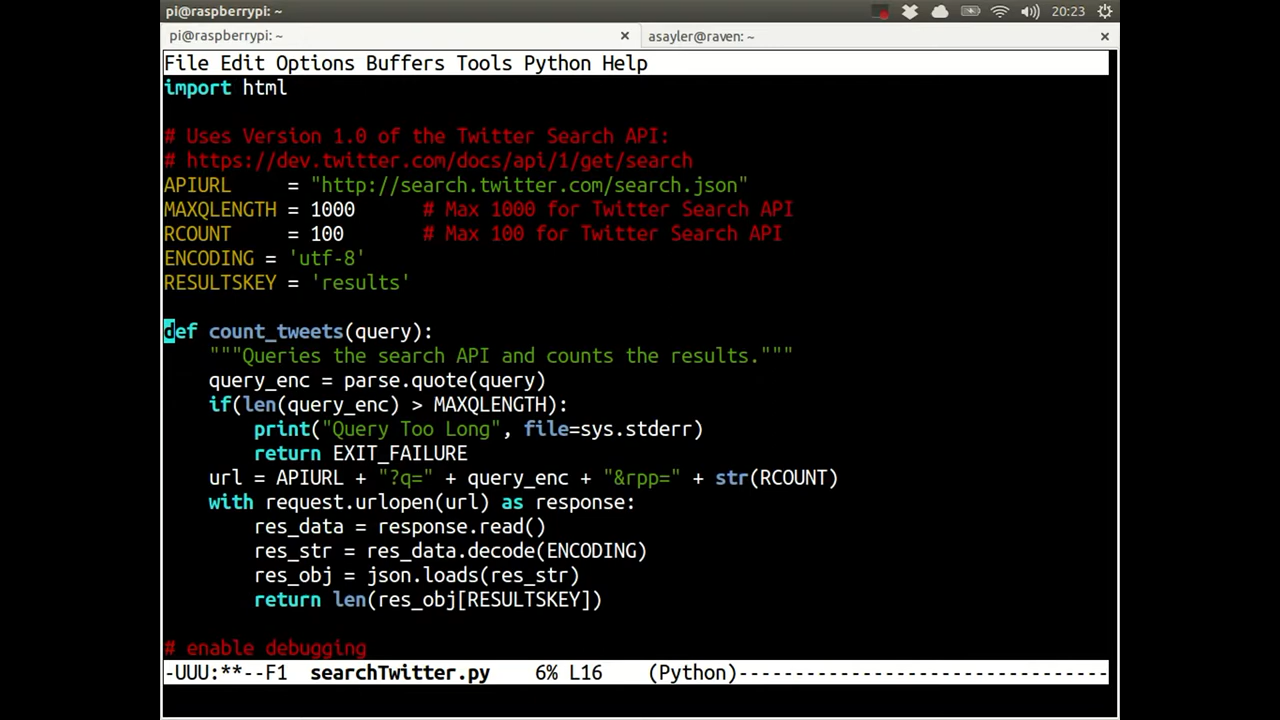 pi@raspberrypi: ~
20:23
pi@raspberrypi: ~ × asayler@raven: ~ ×
File Edit Options Buffers Tools Python Help
import html
# Uses Version 1.0 of the Twitter Search API:
# https://dev.twitter.com/docs/api/1/get/search
APIURL     = "http://search.twitter.com/search.json"
MAXQLENGTH = 1000      # Max 1000 for Twitter Search API
RCOUNT     = 100       # Max 100 for Twitter Search API
ENCODING = 'utf-8'
RESULTSKEY = 'results'
def count_tweets(query):
    """Queries the search API and counts the results."""
    query_enc = parse.quote(query)
    if(len(query_enc) > MAXQLENGTH):
        print("Query Too Long", file=sys.stderr)
        return EXIT_FAILURE
    url = APIURL + "?q=" + query_enc + "&rpp=" + str(RCOUNT)
    with request.urlopen(url) as response:
        res_data = response.read()
        res_str = res_data.decode(ENCODING)
        res_obj = json.loads(res_str)
        return len(res_obj[RESULTSKEY])
# enable debugging
-UUU:**--F1  searchTwitter.py    6% L16    (Python)---------------------------------